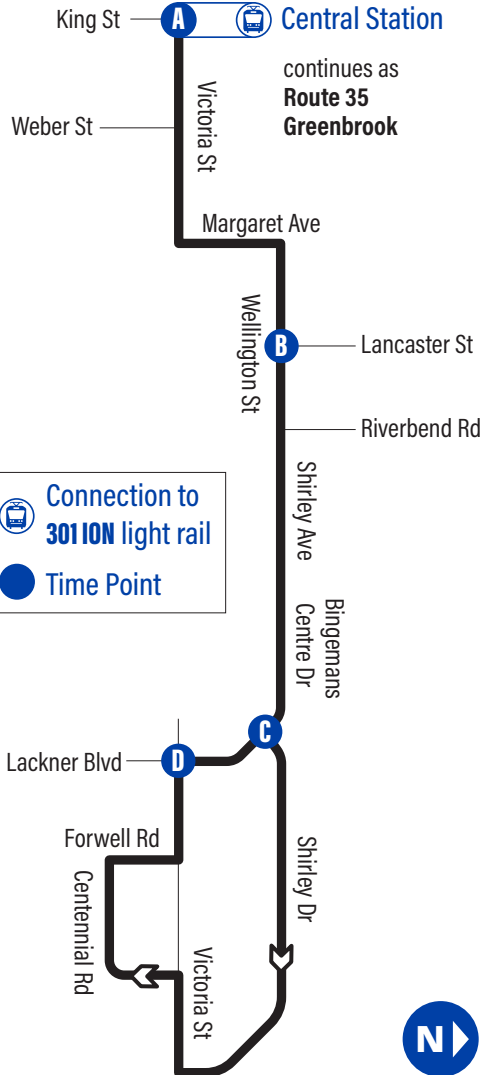 King St
A
Central Station
continues as
Route 35
Greenbrook
Victoria St
Weber St
Margaret Ave
Wellington St
B
Lancaster St
Riverbend Rd
Connection to
301 ION light rail
Time Point
Shirley Ave
Bingemans
Centre Dr
C
Lackner Blvd
D
Forwell Rd
Shirley Dr
Centennial Rd
Victoria St
N